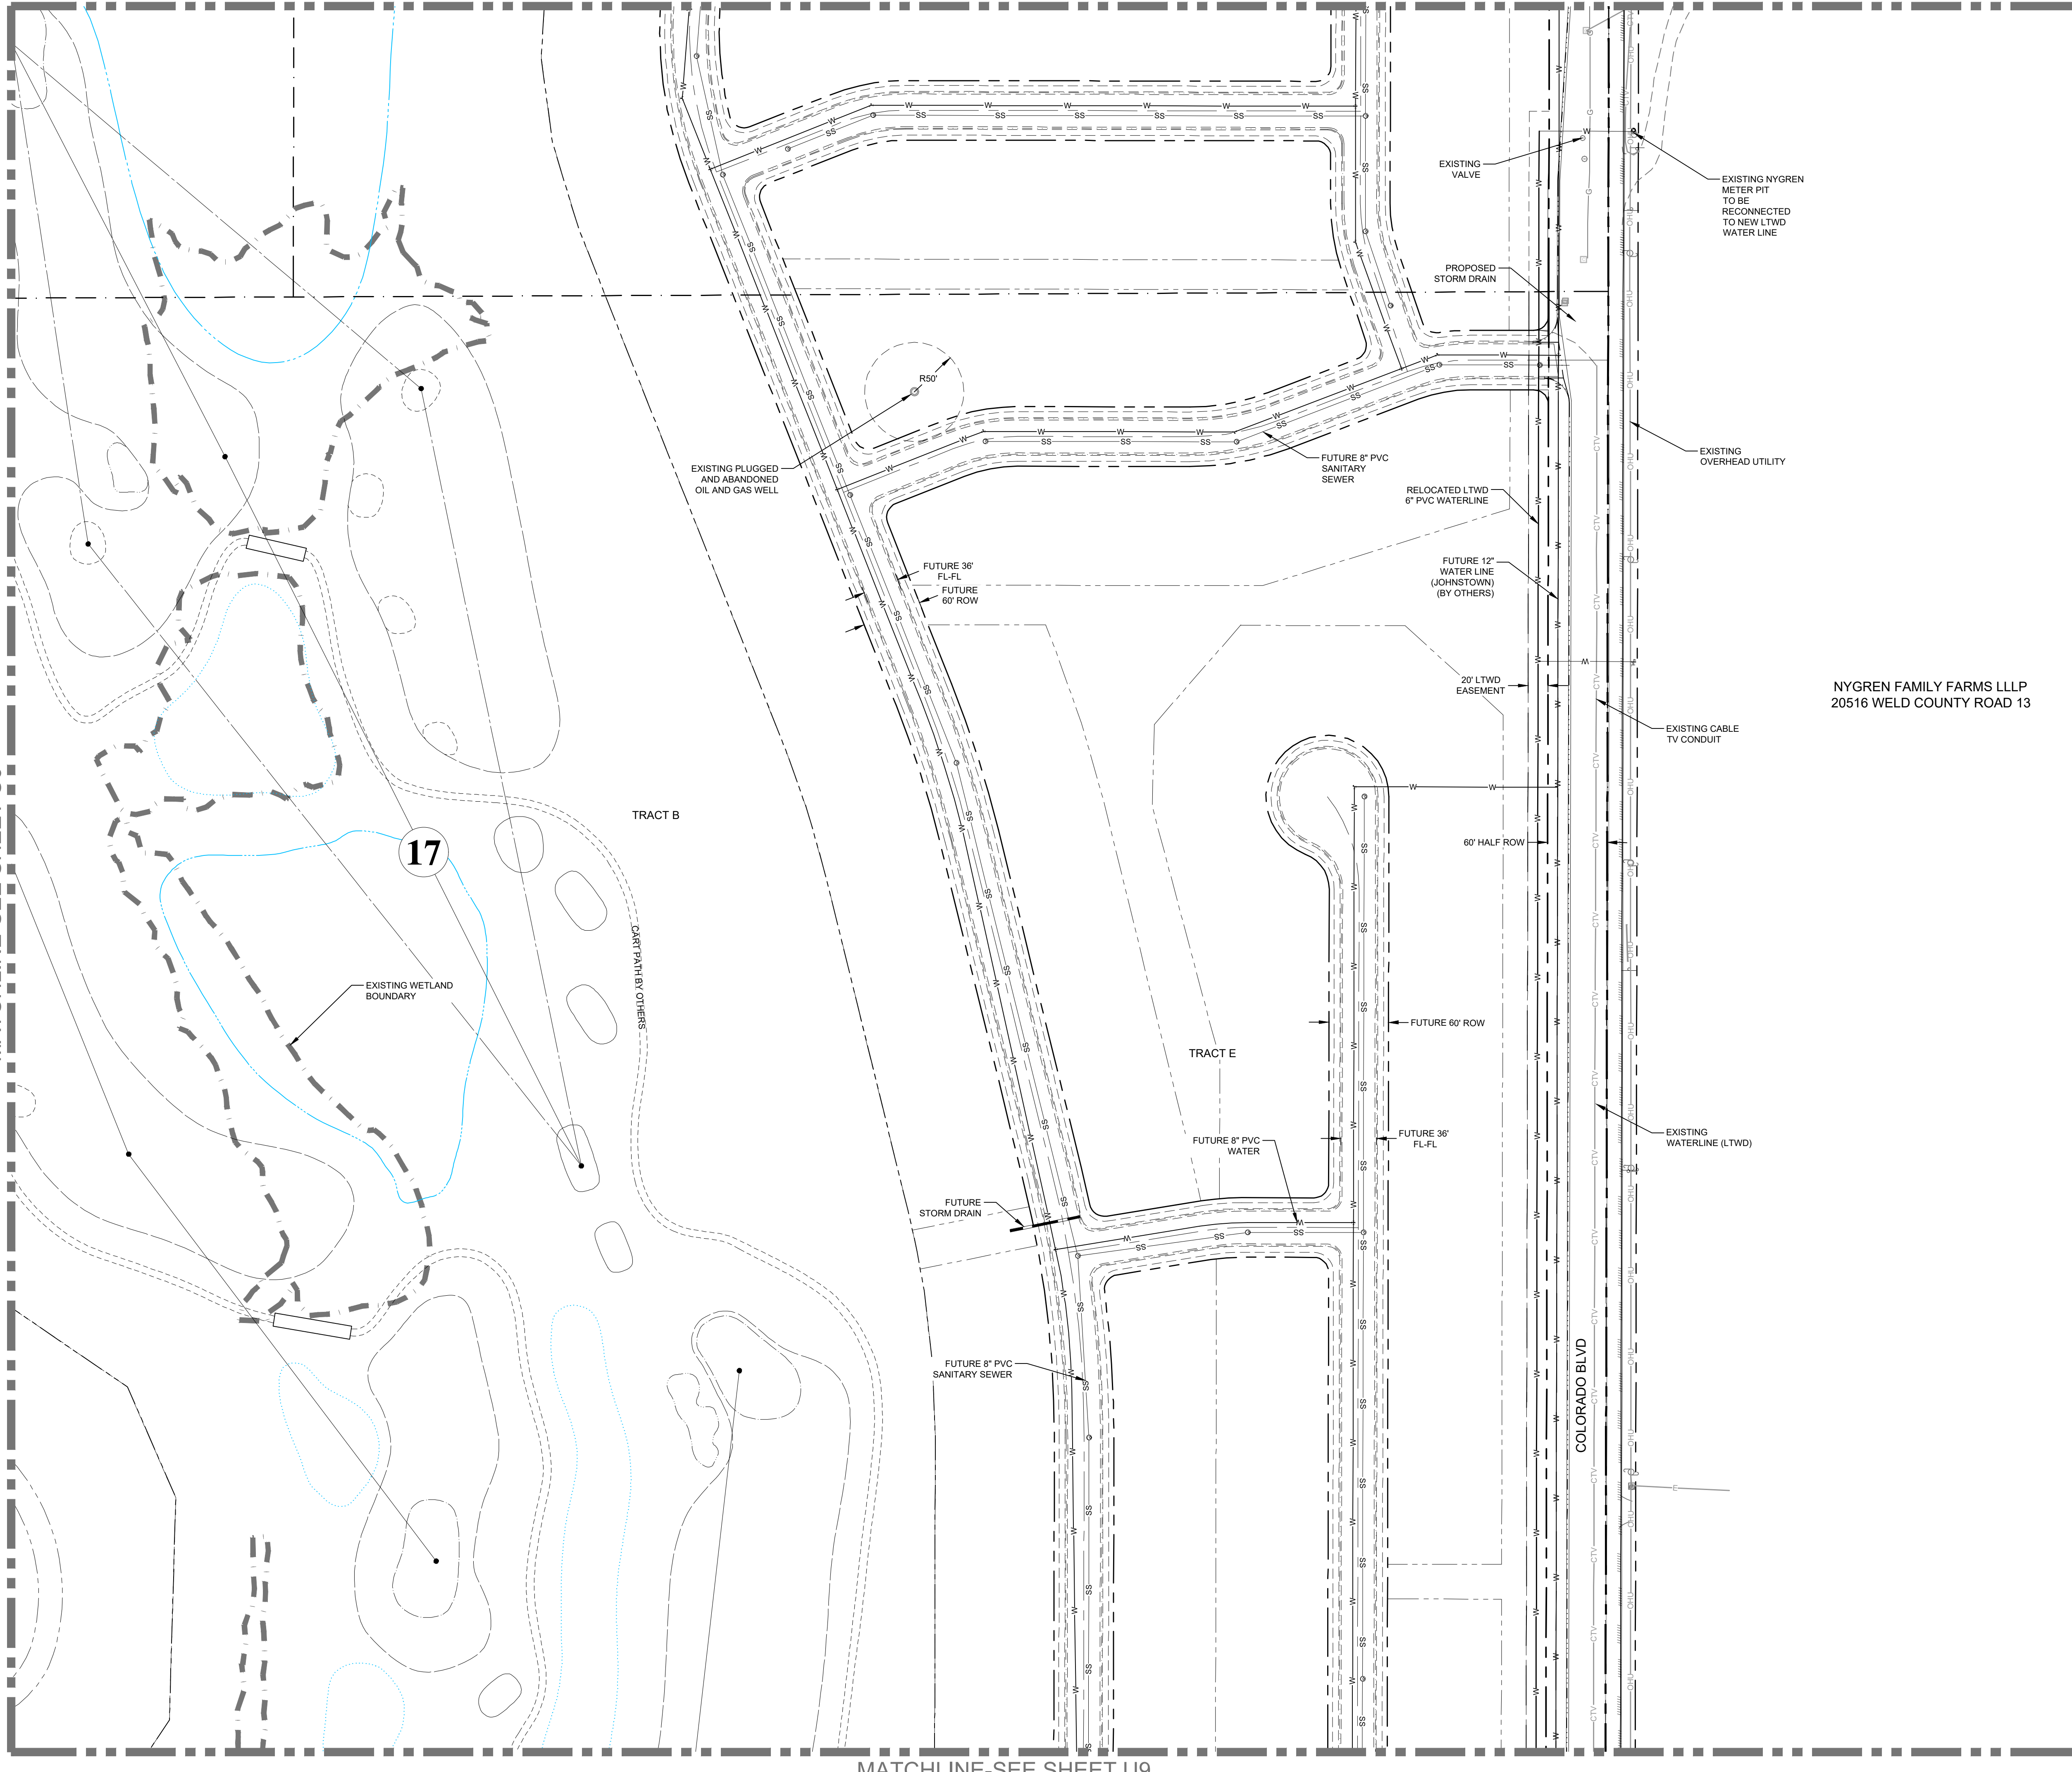 EXISTING
VALVE
EXISTING NYGREN
METER PIT
TO BE
RECONNECTED
TO NEW LTWD
WATER LINE
PROPOSED
STORM DRAIN
R50'
EXISTING PLUGGED
AND ABANDONED
OIL AND GAS WELL
FUTURE 8" PVC
SANITARY
SEWER
EXISTING
OVERHEAD UTILITY
RELOCATED LTWD
6" PVC WATERLINE
FUTURE 36'
FL-FL
FUTURE
60' ROW
FUTURE 12"
WATER LINE
(JOHNSTOWN)
(BY OTHERS)
20' LTWD
EASEMENT
NYGREN FAMILY FARMS LLLP
20516 WELD COUNTY ROAD 13
EXISTING CABLE
TV CONDUIT
TRACT B
17
60' HALF ROW
CART PATH BY OTHERS
EXISTING WETLAND
BOUNDARY
FUTURE 60' ROW
TRACT E
FUTURE 8" PVC
WATER
FUTURE 36'
FL-FL
EXISTING
WATERLINE (LTWD)
FUTURE
STORM DRAIN
FUTURE 8" PVC
SANITARY SEWER
COLORADO BLVD
MATCHLINE-SEE SHEET U9